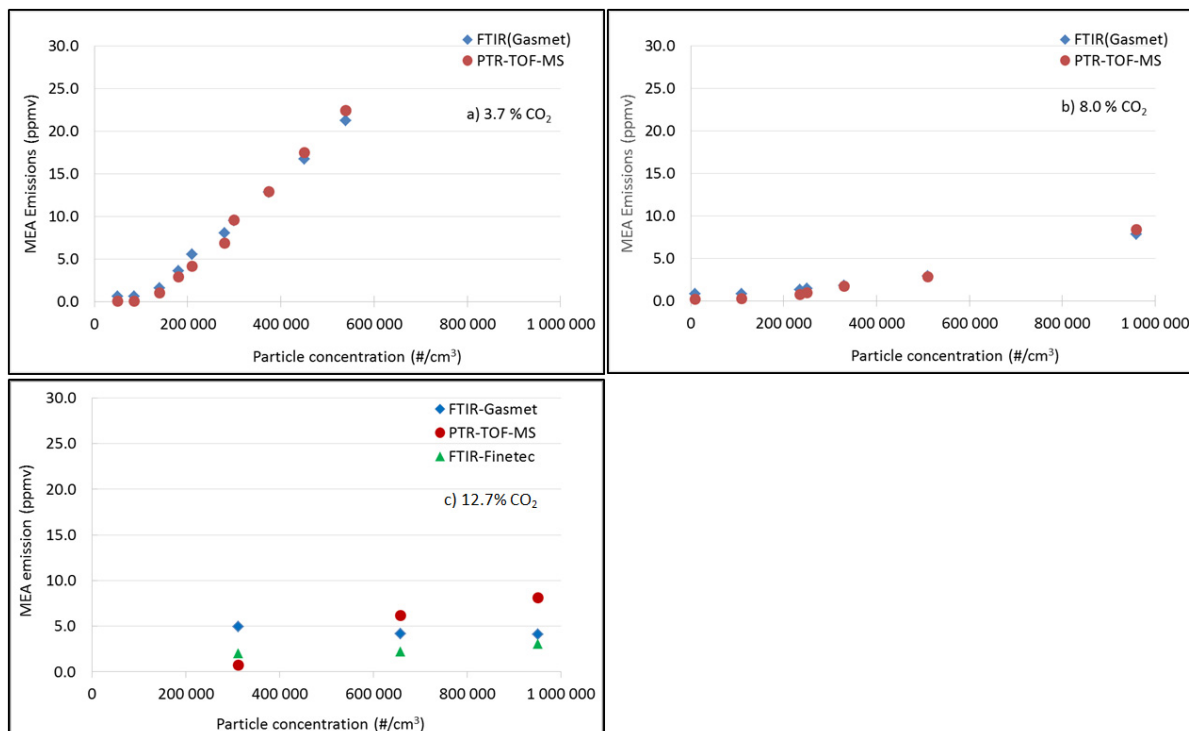 30.0
25.0
20.0
15.0
10.0
5.0
0.0
MEA Emissions (ppmv)
FTIR(Gasmet)
PTR-TOF-MS
a) 3.7 % CO₂
0 200 000 400 000 600 000 800 000 1 000 000
Particle concentration (#/cm³)
30.0
25.0
20.0
15.0
10.0
5.0
0.0
MEA Emissions (ppmv)
FTIR(Gasmet)
PTR-TOF-MS
b) 8.0 % CO₂
0 200 000 400 000 600 000 800 000 1 000 000
Particle concentration (#/cm³)
30.0
25.0
20.0
15.0
10.0
5.0
0.0
MEA emission (ppmv)
FTIR-Gasmet
PTR-TOF-MS
FTIR-Finetec
c) 12.7% CO₂
0 200 000 400 000 600 000 800 000 1 000 000
Particle concentration (#/cm³)